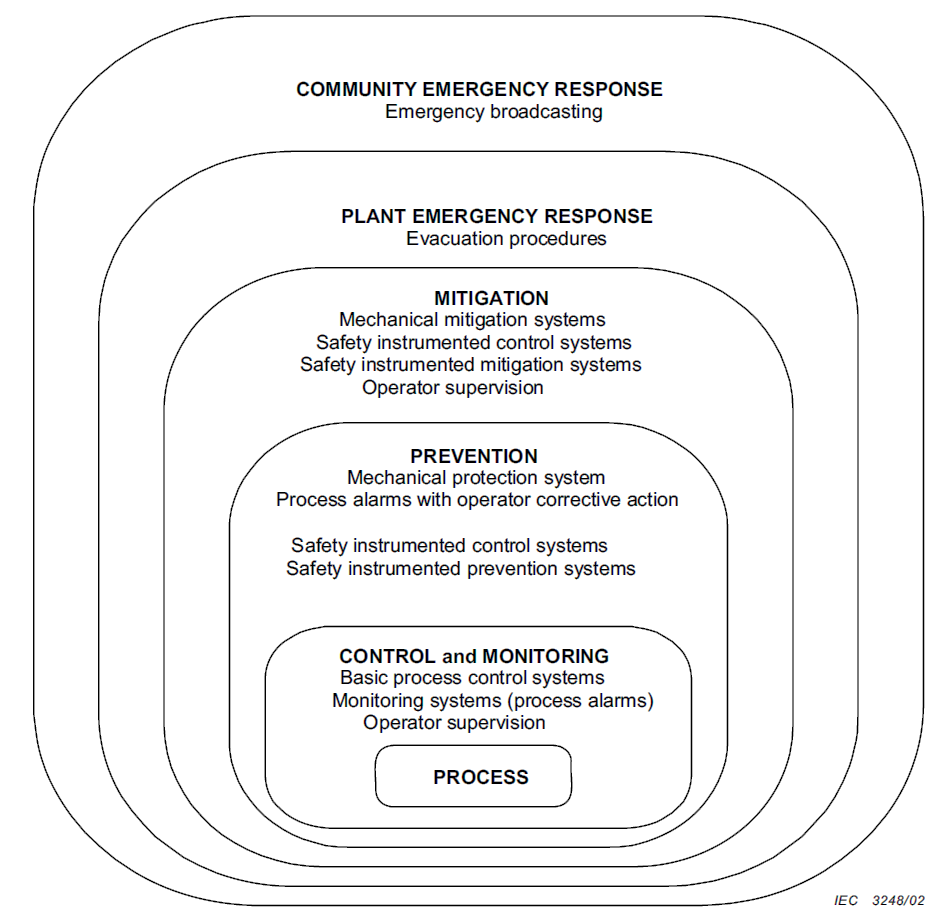 COMMUNITY EMERGENCY RESPONSE
Emergency broadcasting
PLANT EMERGENCY RESPONSE
Evacuation procedures
MITIGATION
Mechanical mitigation systems
Safety instrumented control systems
Safety instrumented mitigation systems
Operator supervision
PREVENTION
Mechanical protection system
Process alarms with operator corrective action
Safety instrumented control systems
Safety instrumented prevention systems
CONTROL and MONITORING
Basic process control systems
Monitoring systems (process alarms)
Operator supervision
PROCESS
IEC 3248/02